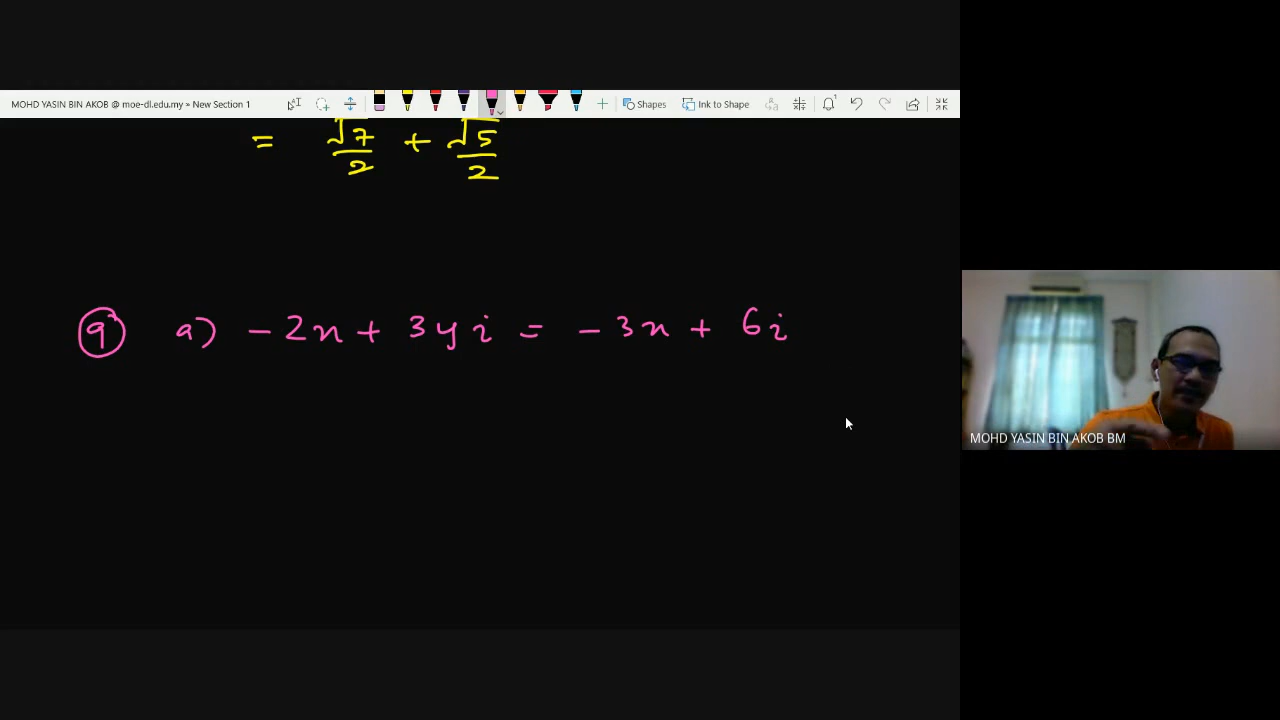 MOHD YASIN BIN AKOB @ moe-dl.edu.my » New Section 1
Shapes
Ink to Shape
= √7/2 + √5/2
9 a) -2x + 3yi = -3x + 6i
MOHD YASIN BIN AKOB BM